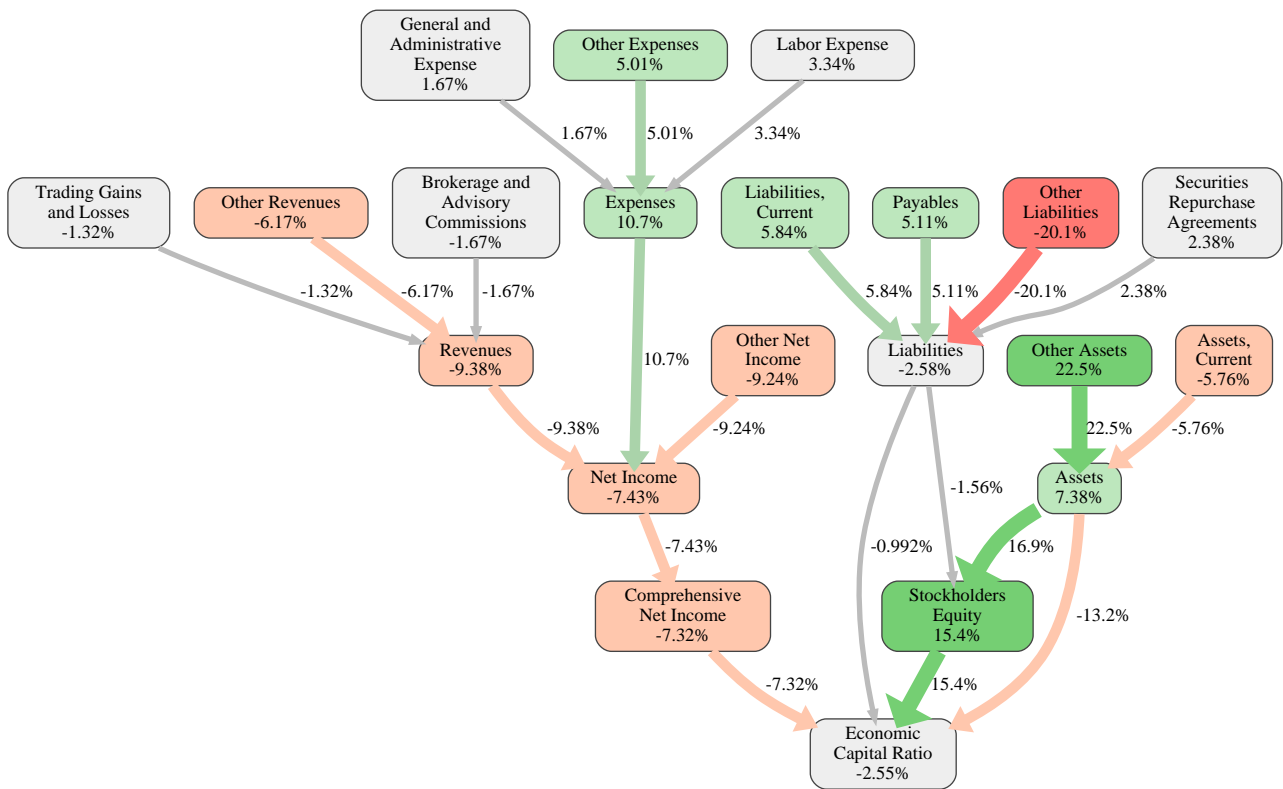 General and
Administrative
Expense
1.67%
Other Expenses
5.01%
Labor Expense
3.34%
1.67%
5.01%
3.34%
Trading Gains
and Losses
-1.32%
Other Revenues
-6.17%
Brokerage and
Advisory
Commissions
-1.67%
Expenses
10.7%
Liabilities,
Current
5.84%
Payables
5.11%
Other
Liabilities
-20.1%
Securities
Repurchase
Agreements
2.38%
-1.32%
-6.17%
-1.67%
5.84%
5.11%
-20.1%
2.38%
Revenues
-9.38%
10.7%
Other Net
Income
-9.24%
Liabilities
-2.58%
Other Assets
22.5%
Assets,
Current
-5.76%
-9.38%
-9.24%
22.5%
-5.76%
Net Income
-7.43%
-1.56%
Assets
7.38%
-7.43%
-0.992%
16.9%
Comprehensive
Net Income
-7.32%
Stockholders
Equity
15.4%
-13.2%
-7.32%
15.4%
Economic
Capital Ratio
-2.55%